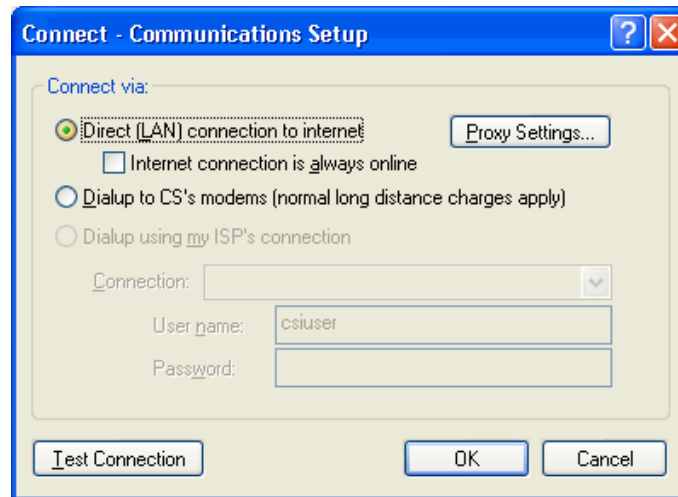 Connect - Communications Setup
Connect via:
Direct (LAN) connection to internet
Proxy Settings...
Internet connection is always online
Dialup to CS's modems (normal long distance charges apply)
Dialup using my ISP's connection
Connection:
User name: csiuser
Password:
Test Connection OK Cancel